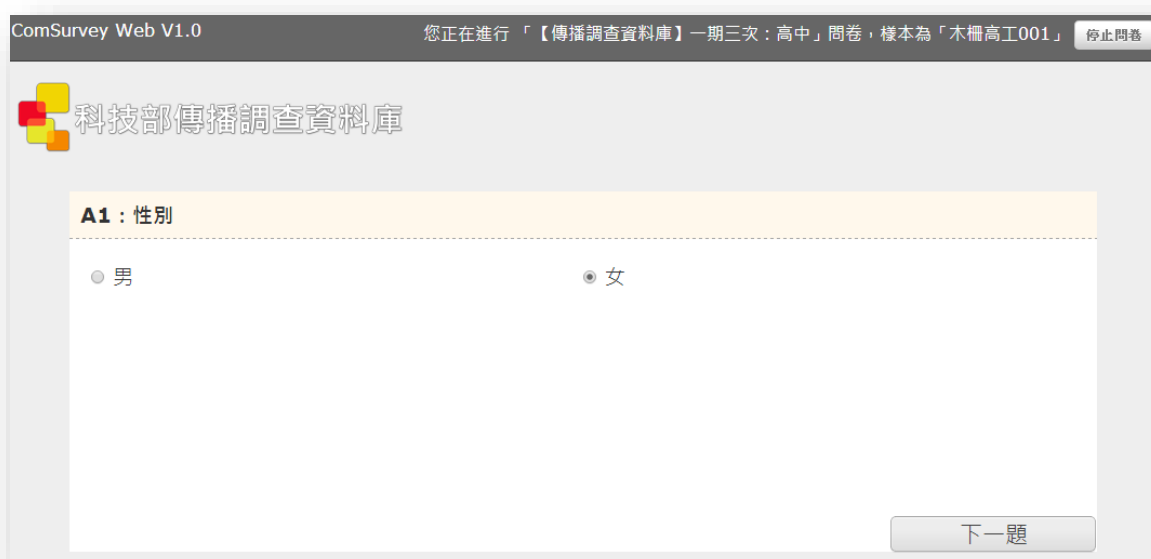 ComSurvey Web V1.0
您正在進行 「【傳播調查資料庫】一期三次：高中」問卷，樣本為「木柵高工001」 停止問卷
科技部傳播調查資料庫
A1：性別
男 女
下一題